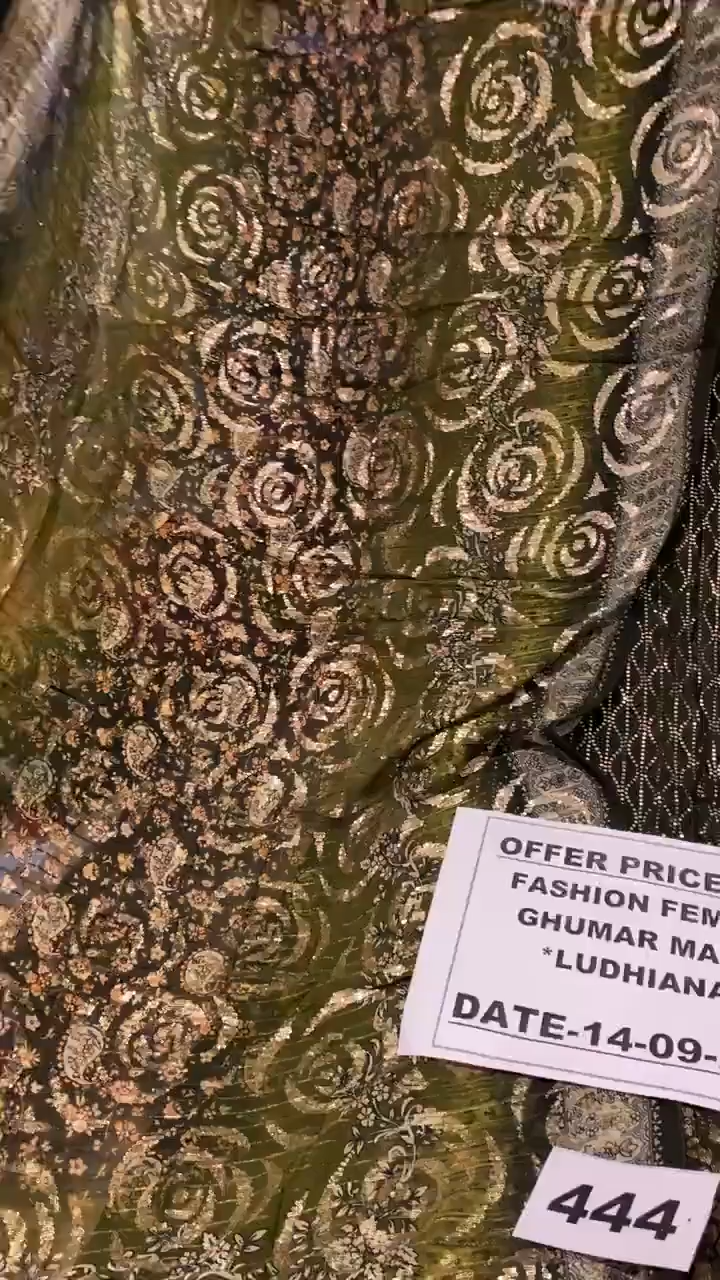 OFFER PRICE
FASHION FEM
GHUMAR MA
*LUDHIANA
DATE-14-09-
444